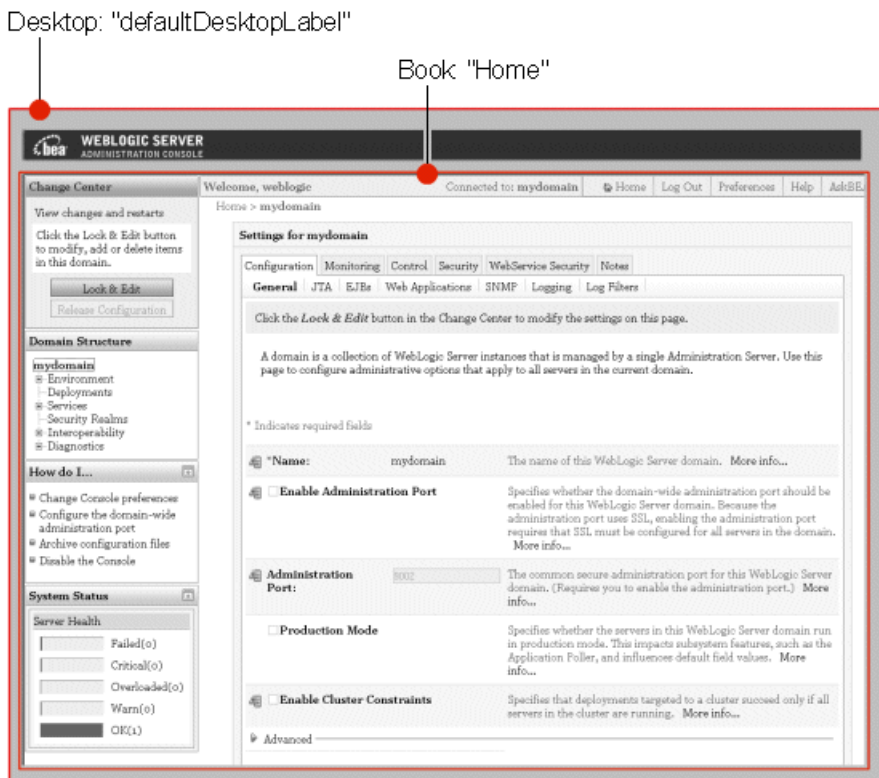 Desktop: "defaultDesktopLabel"
Book: "Home"
bea WEBLOGIC SERVER
ADMINISTRATION CONSOLE
Change Center
View changes and restarts
Click the Lock & Edit button
to modify, add or delete items
in this domain.
Lock & Edit
Release Configuration
Domain Structure
mydomain
Environment
Deployments
Services
Security Realms
Interoperability
Diagnostics
How do I...
Change Console preferences
Configure the domain-wide
administration port
Archive configuration files
Disable the Console
System Status
Server Health
Failed(0)
Critical(0)
Overloaded(0)
Warn(0)
OK(1)
Welcome, weblogic Connected to: mydomain Home Log Out Preferences Help AskBEA
Home > mydomain
Settings for mydomain
Configuration Monitoring Control Security WebService Security Notes
General JTA EJBs Web Applications SNMP Logging Log Filters
Click the Lock & Edit button in the Change Center to modify the settings on this page.
A domain is a collection of WebLogic Server instances that is managed by a single Administration Server. Use this
page to configure administrative options that apply to all servers in the current domain.
* Indicates required fields
*Name: mydomain The name of this WebLogic Server domain. More info...
Enable Administration Port Specifies whether the domain-wide administration port should be
enabled for this WebLogic Server domain. Because the
administration port uses SSL, enabling the administration port
requires that SSL must be configured for all servers in the domain.
More info...
Administration Port: 9002 The common secure administration port for this WebLogic Server
domain. (Requires you to enable the administration port.) More
info...
Production Mode Specifies whether the servers in this WebLogic Server domain run
in production mode. This impacts subsystem features, such as the
Application Poller, and influences default field values. More
info...
Enable Cluster Constraints Specifies that deployments targeted to a cluster succeed only if all
servers in the cluster are running. More info...
Advanced